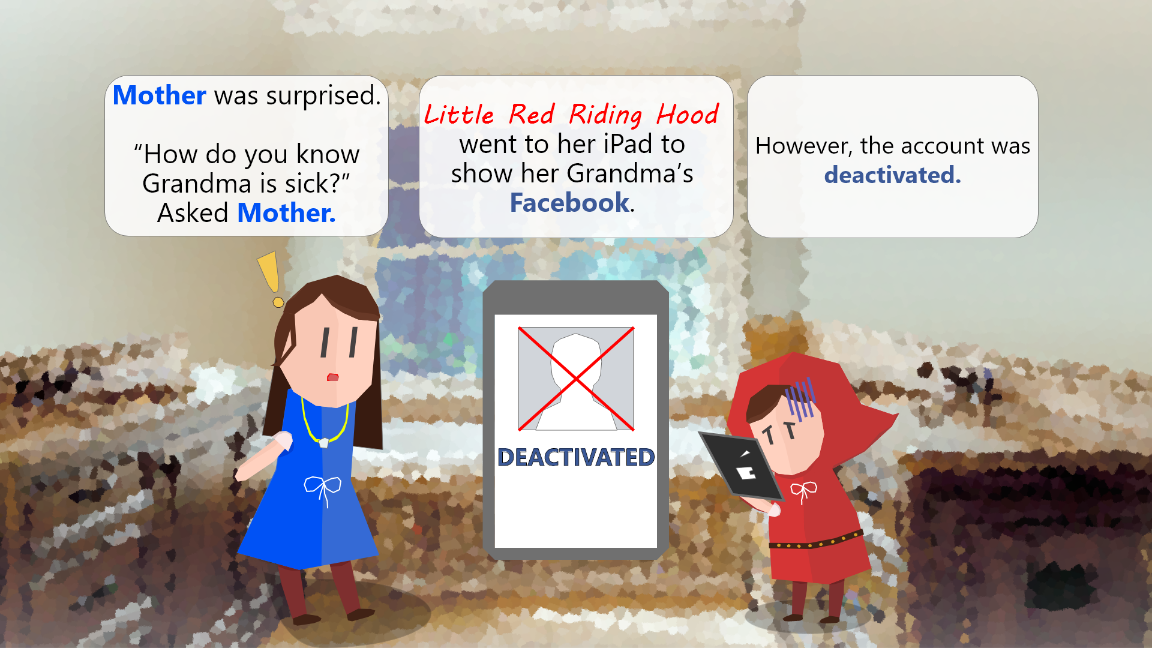 Mother was surprised.
“How do you know
Grandma is sick?”
Asked Mother.
Little Red Riding Hood
went to her iPad to
show her Grandma’s
Facebook.
However, the account was
deactivated.
DEACTIVATED